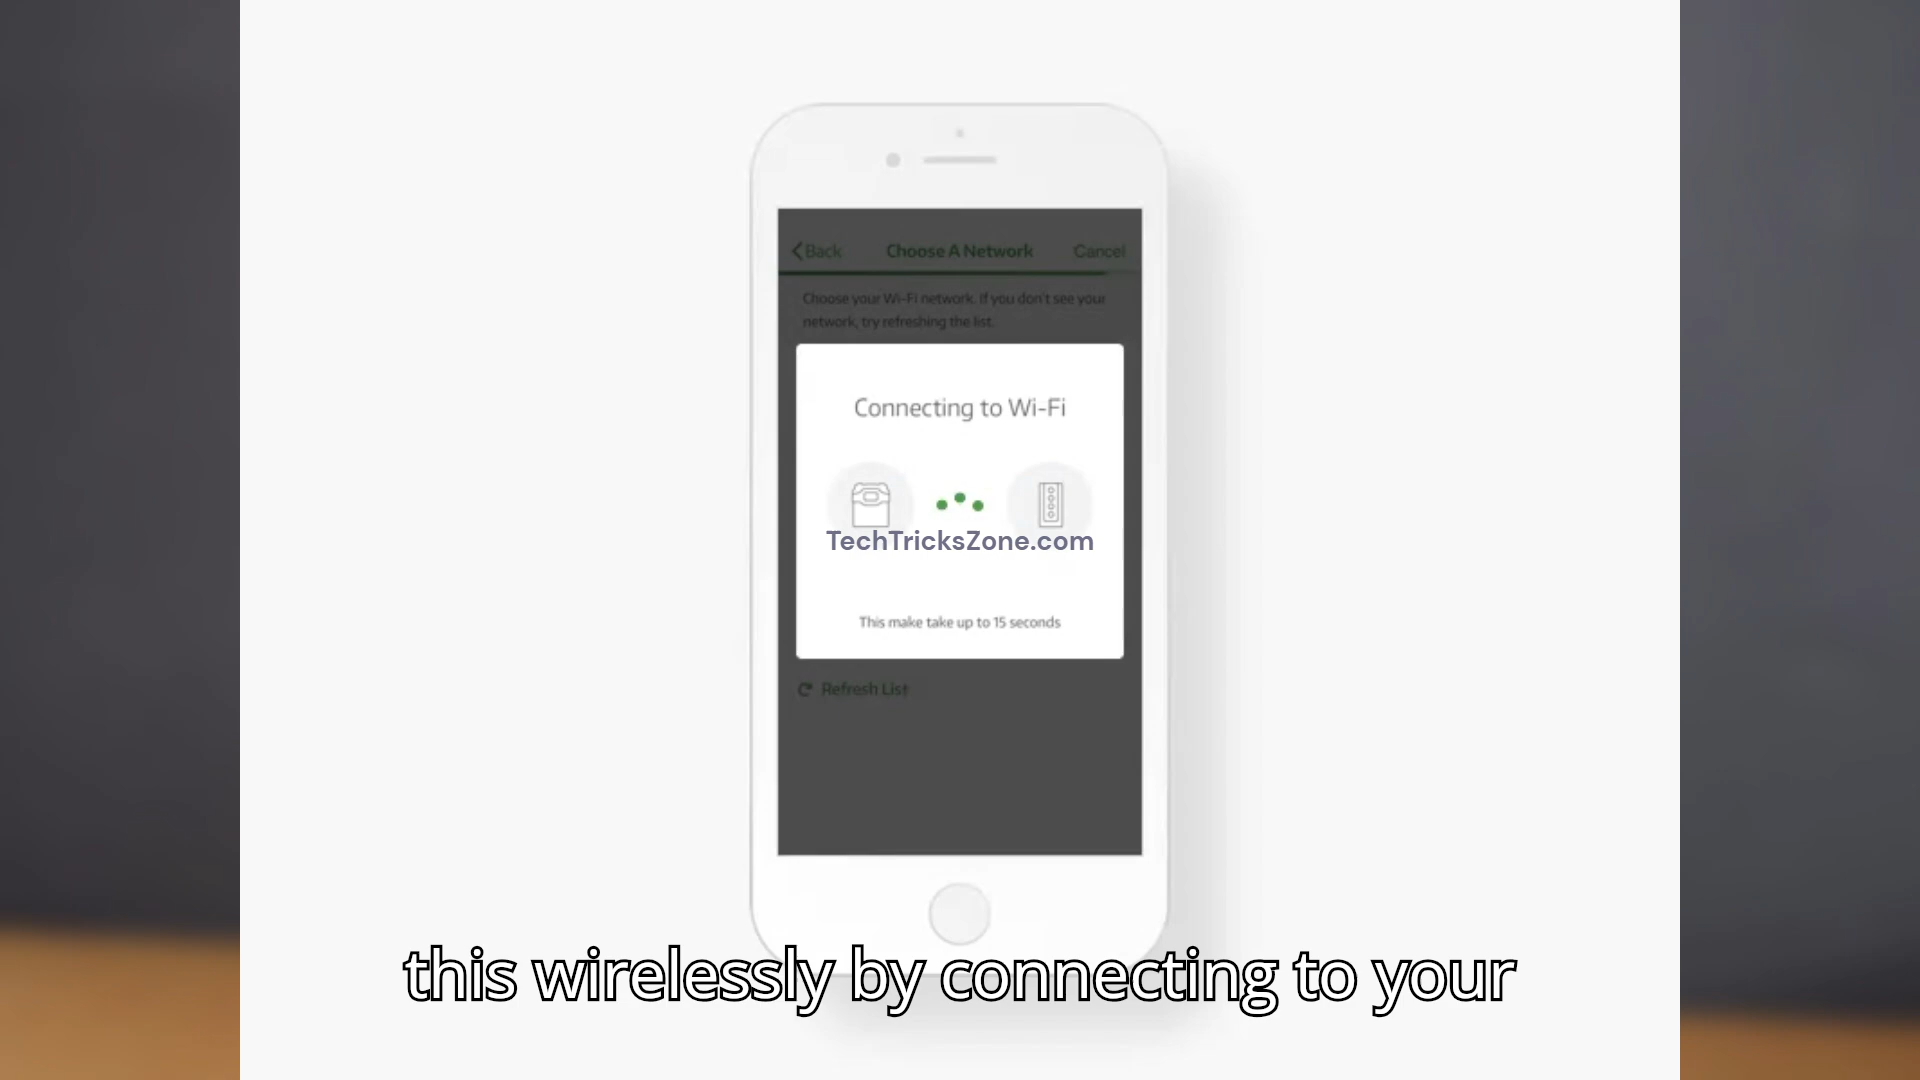 Back Choose A Network Cancel
Choose your Wi-Fi network. If you don't see your
network, try refreshing the list.
Connecting to Wi-Fi
TechTricksZone.com
This make take up to 15 seconds
Refresh List
this wirelessly by connecting to your